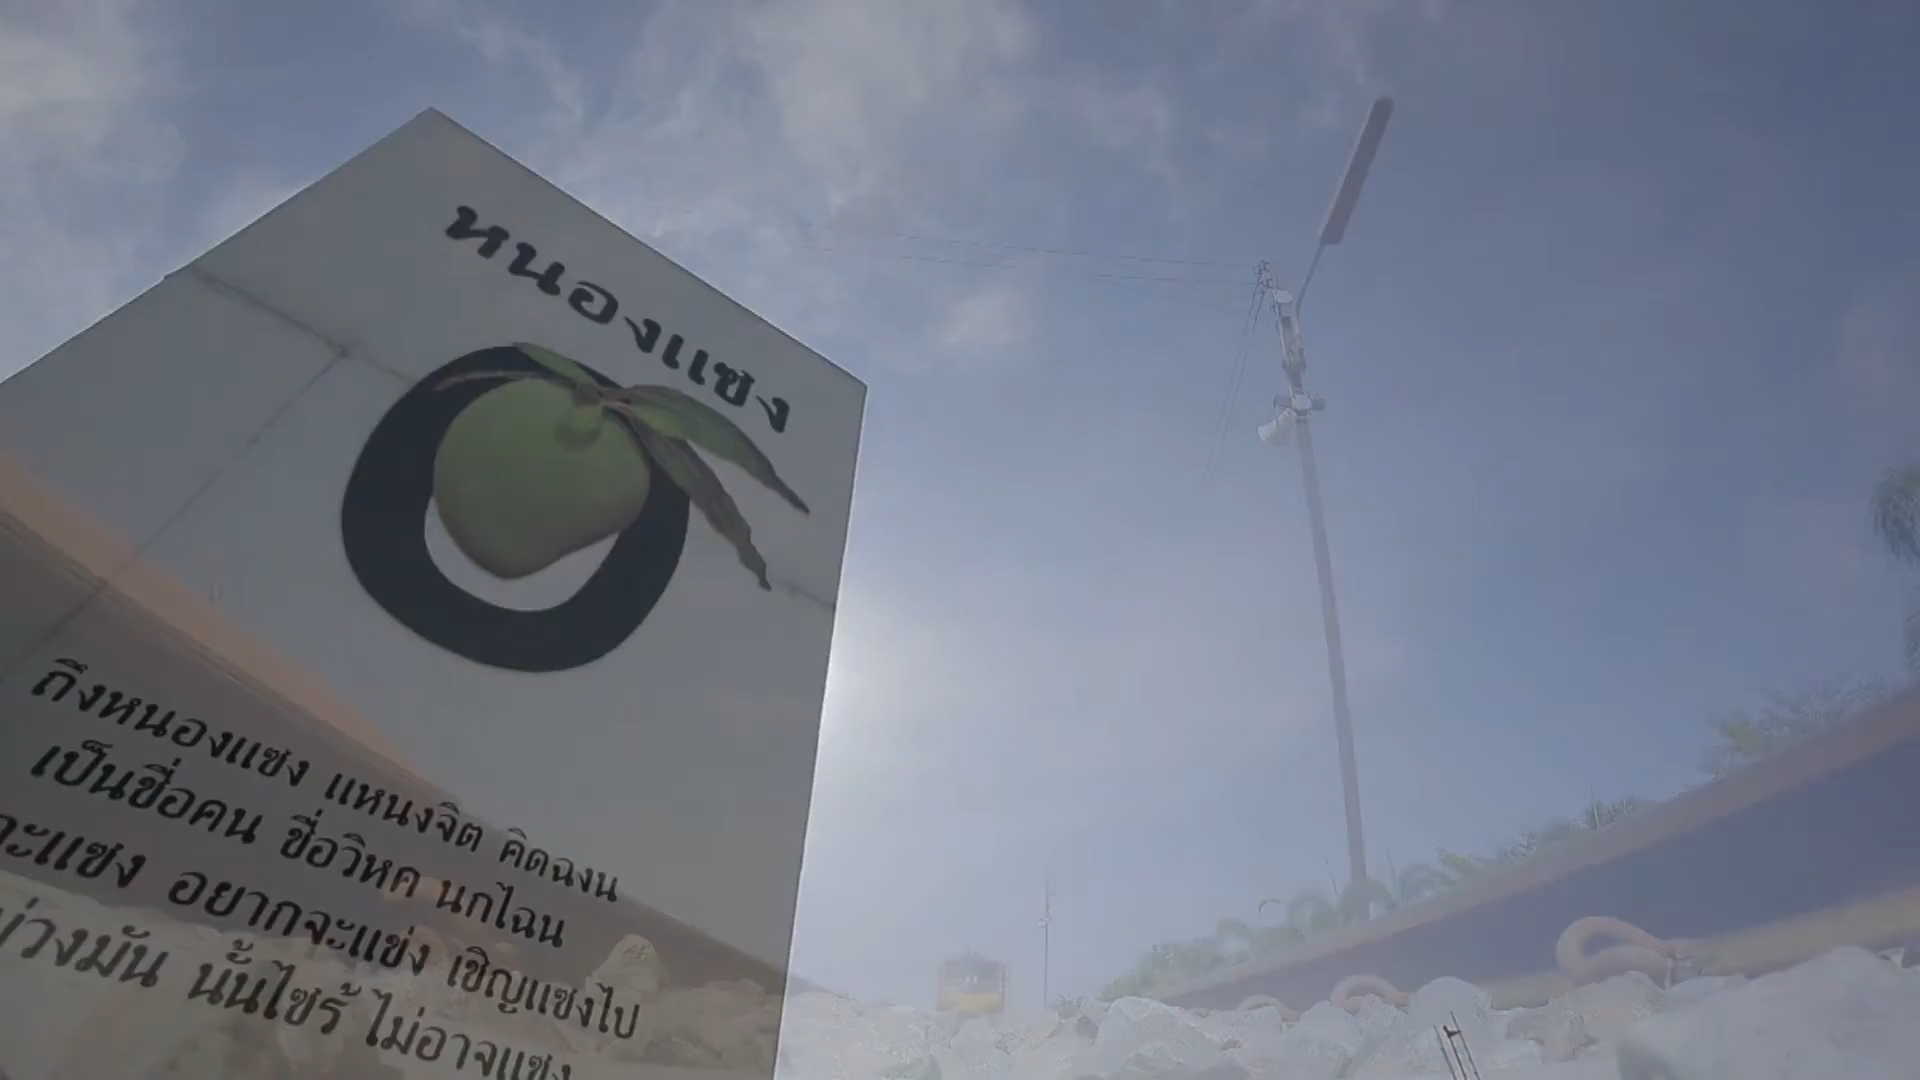 หนองแซง
ถึงหนองแซง แหนงจิต คิดฉงน
เป็นชื่อคน ชื่อวิหค นกไฉน
จะแซง อยากจะแข่ง เชิญแซงไป
ม่วงมัน นั้นไซร้ ไม่อาจแซง